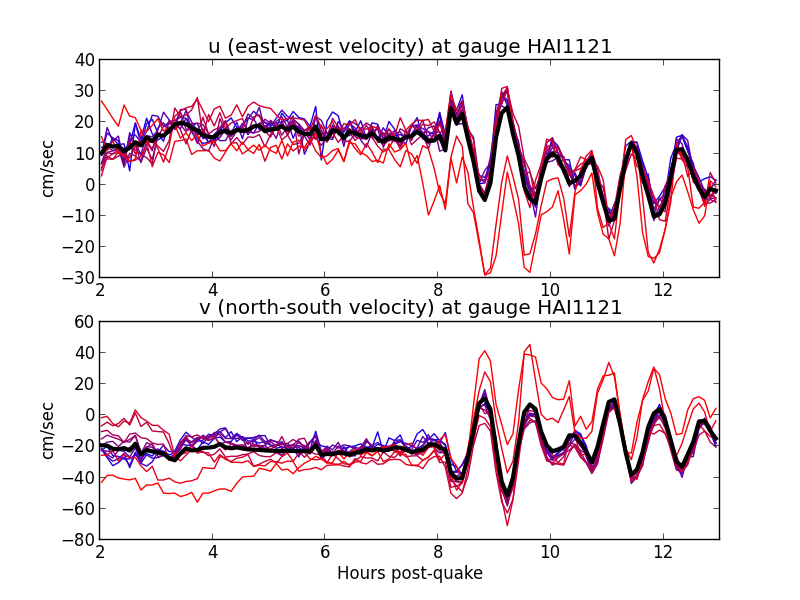 u (east-west velocity) at gauge HAI1121
40
30
20
10
0
−10
−20
−30
cm/sec
2 4 6 8 10 12
v (north-south velocity) at gauge HAI1121
60
40
20
0
−20
−40
−60
−80
cm/sec
2 4 6 8 10 12
Hours post-quake